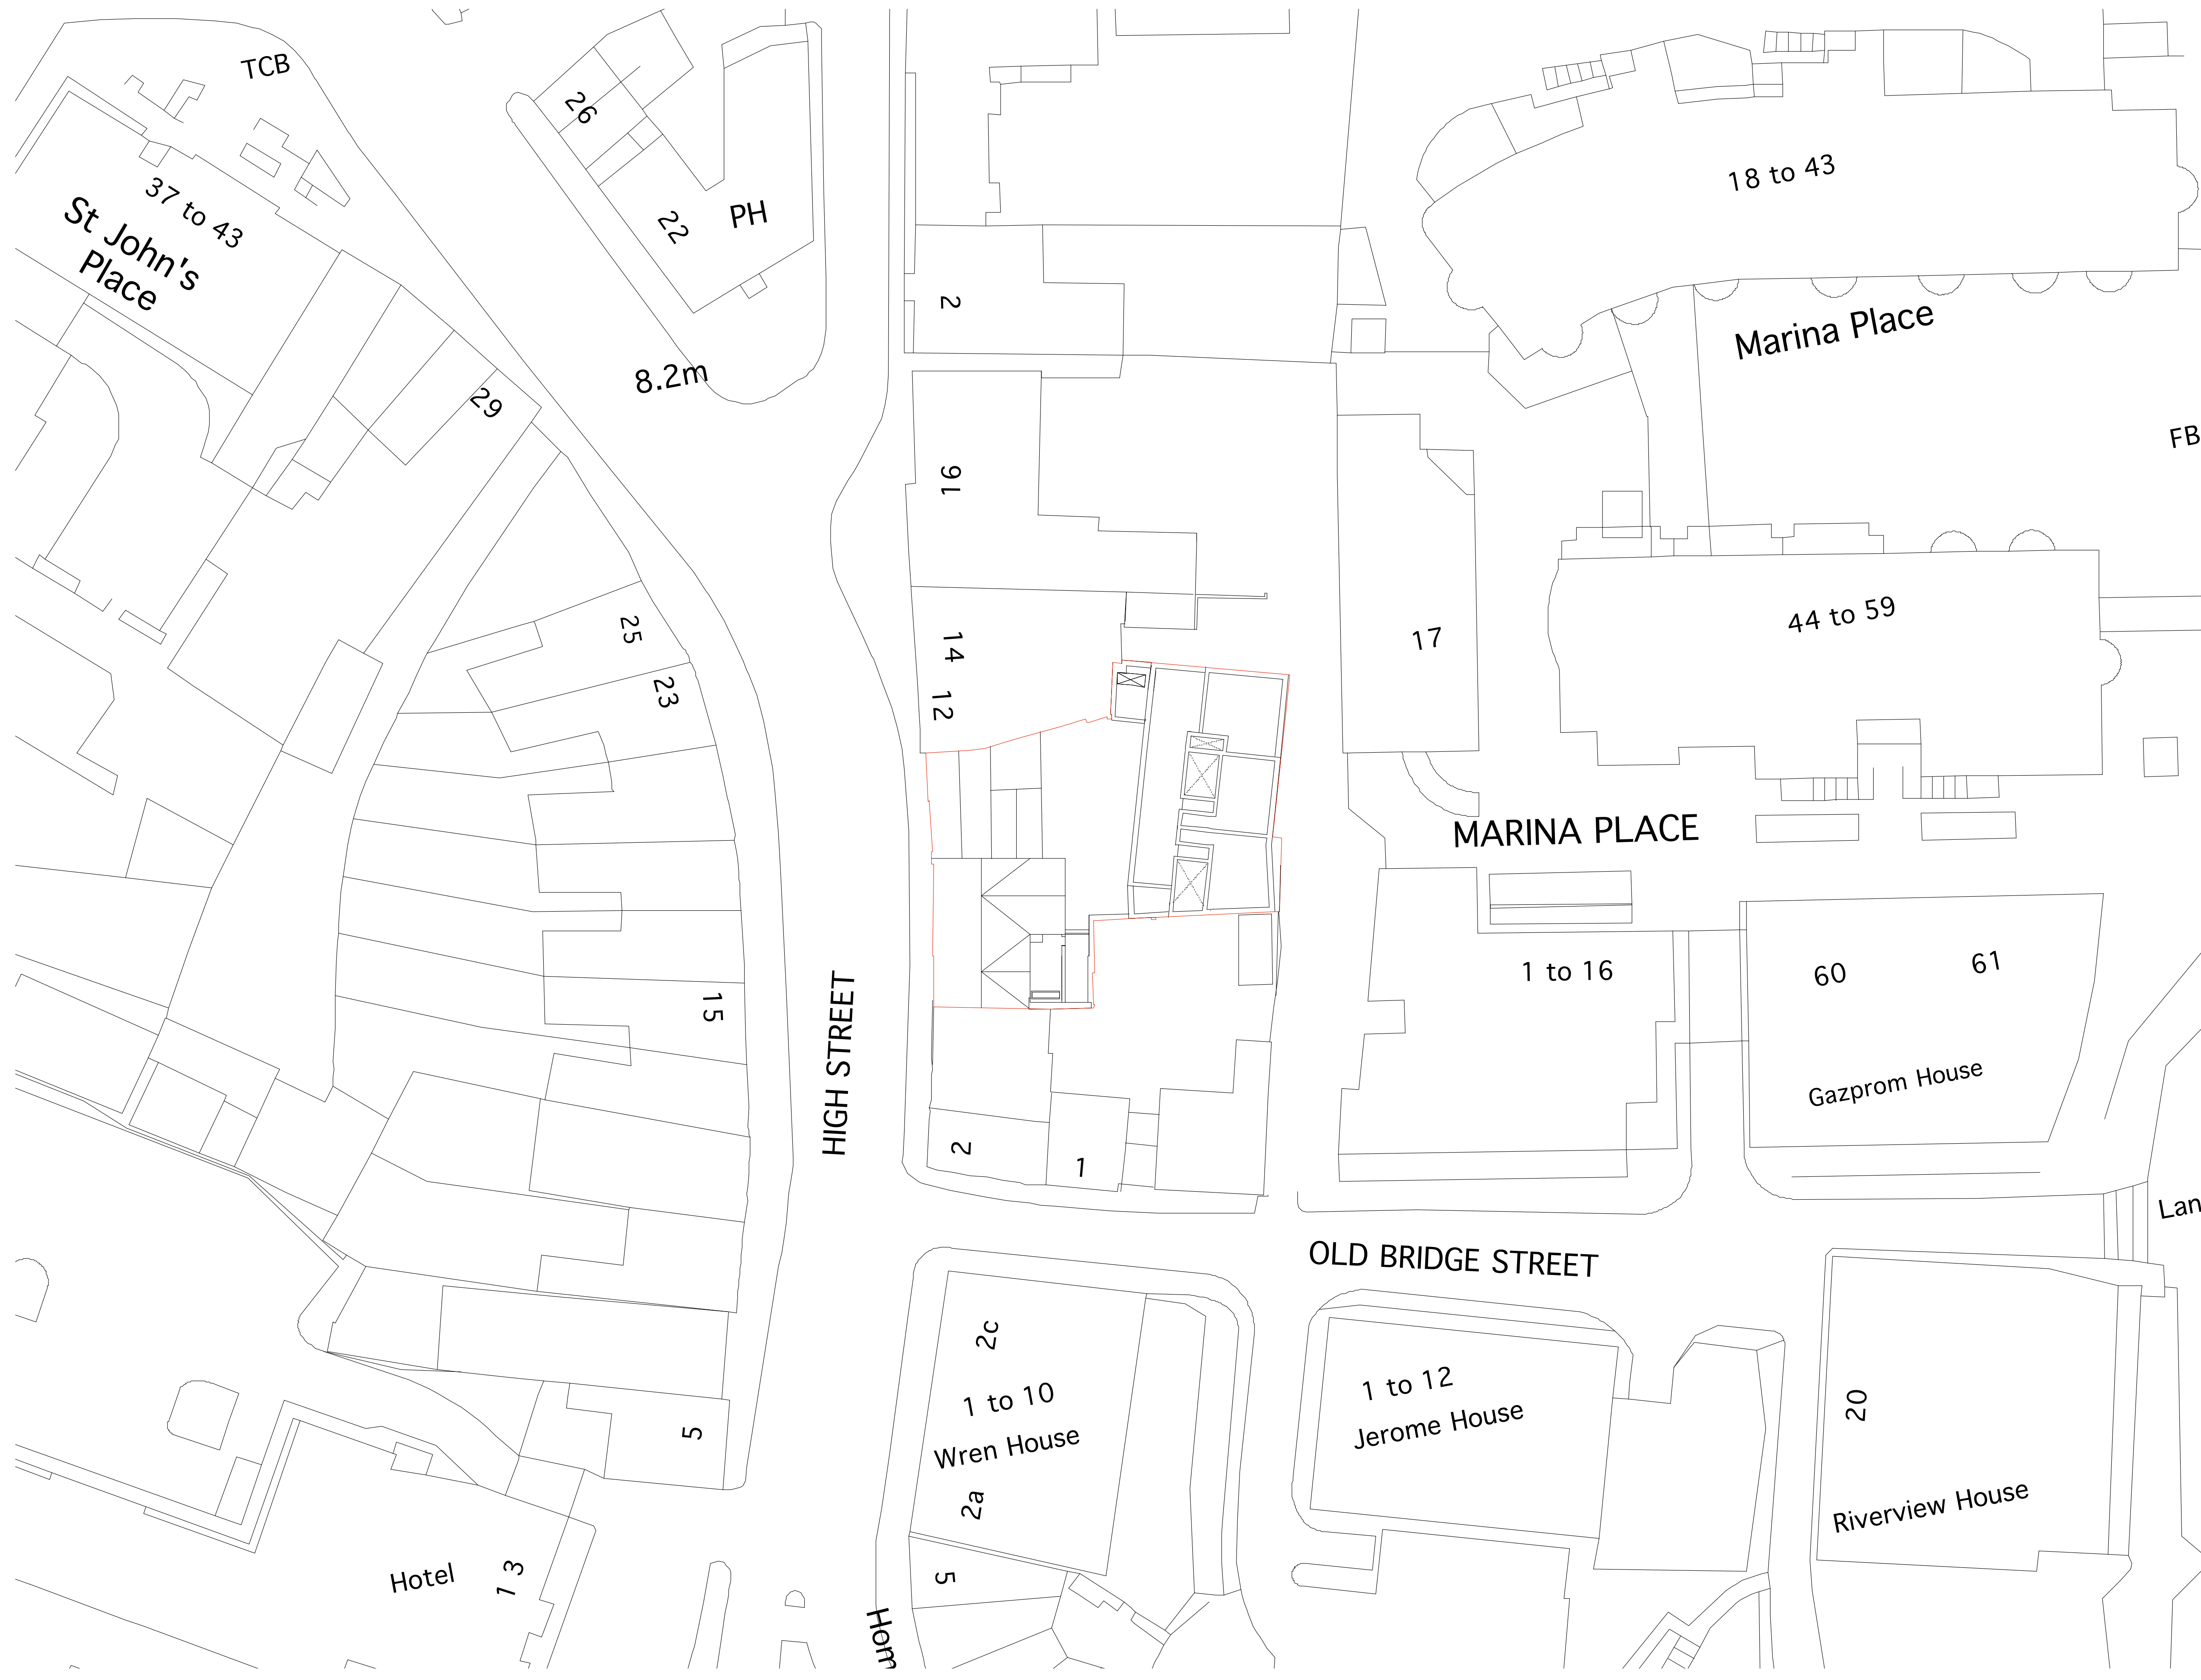 TCB
26
37 to 43
St John's
Place
22
PH
18 to 43
2
Marina Place
8.2m
29
FB
16
25
14
17
44 to 59
23
12
MARINA PLACE
15
HIGH STREET
1 to 16
60
61
Gazprom House
2
1
Lan
OLD BRIDGE STREET
2c
1 to 10
Wren House
2a
1 to 12
Jerome House
20
5
Riverview House
Hotel
1 3
5
Hom